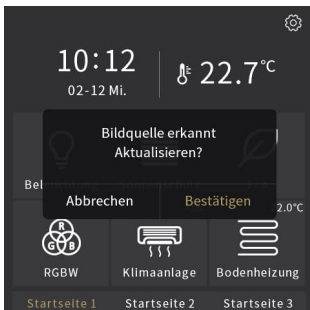 10:12
22.7°C
02-12 Mi.
Bildquelle erkannt
Aktualisieren?
Abbrechen
Bestätigen
2.0°C
RGB
RGBW
Klimaanlage
Bodenheizung
Startseite 1
Startseite 2
Startseite 3